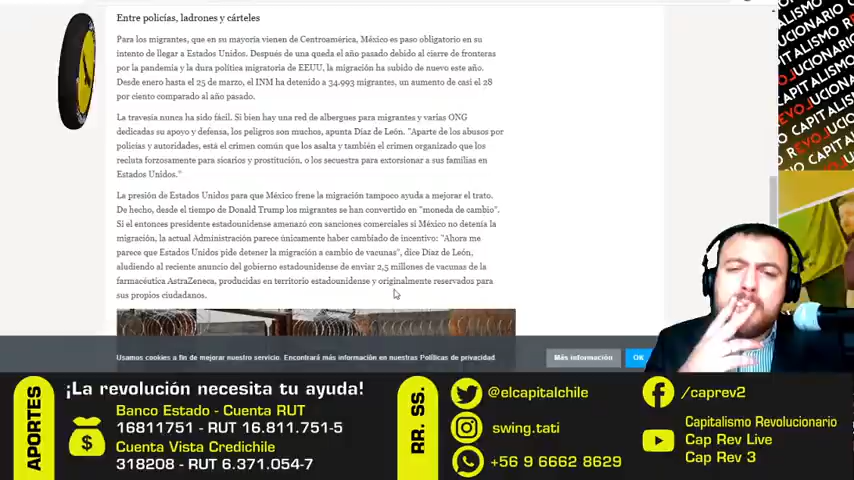 Entre policías, ladrones y cárteles
Para los migrantes, que en su mayoría vienen de Centroamérica, México es paso obligatorio en su
intento de llegar a Estados Unidos. Después de una queda el año pasado debido al cierre de fronteras
por la pandemia y la dura política migratoria de EEUU, la migración ha subido de nuevo este año.
Desde enero hasta el 25 de marzo, el INM ha detenido a 34.993 migrantes, un aumento de casi el 28
por ciento comparado al año pasado.
La travesía nunca ha sido fácil. Si bien hay una red de albergues para migrantes y varias ONG
dedicadas su apoyo y defensa, los peligros son muchos, apunta Díaz de León. "Aparte de los abusos por
policías y autoridades, está el crimen común que los asalta y también el crimen organizado que los
recluta forzosamente para sicarios y prostitución, o los secuestra para extorsionar a sus familias en
Estados Unidos."
La presión de Estados Unidos para que México frene la migración tampoco ayuda a mejorar el trato.
De hecho, desde el tiempo de Donald Trump los migrantes se han convertido en "moneda de cambio".
Si el entonces presidente estadounidense amenazó con sanciones comerciales si México no detenía la
migración, la actual Administración parece únicamente haber cambiado de incentivo: "Ahora me
parece que Estados Unidos pide detener la migración a cambio de vacunas", dice Díaz de León,
aludiendo al reciente anuncio del gobierno estadounidense de enviar 2,5 millones de vacunas de la
farmacéutica AstraZeneca, producidas en territorio estadounidense y originalmente reservados para
sus propios ciudadanos.
Usamos cookies a fin de mejorar nuestro servicio. Encontrará más información en nuestras Políticas de privacidad.
Más información
OK
APORTES
¡La revolución necesita tu ayuda!
Banco Estado - Cuenta RUT
16811751 - RUT 16.811.751-5
Cuenta Vista Credichile
318208 - RUT 6.371.054-7
RR. SS.
@elcapitalchile
swing.tati
+56 9 6662 8629
/caprev2
Capitalismo Revolucionario
Cap Rev Live
Cap Rev 3